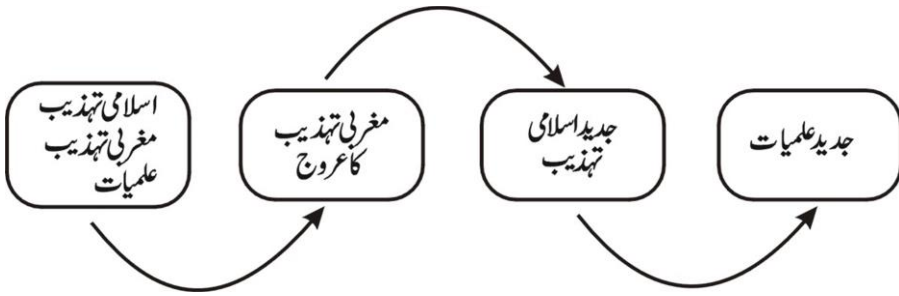 اسلامی تہذیب
مغربی تہذیب
علمیات
مغربی تہذیب
کا عروج
جدید اسلامی
تہذیب
جدید علمیات